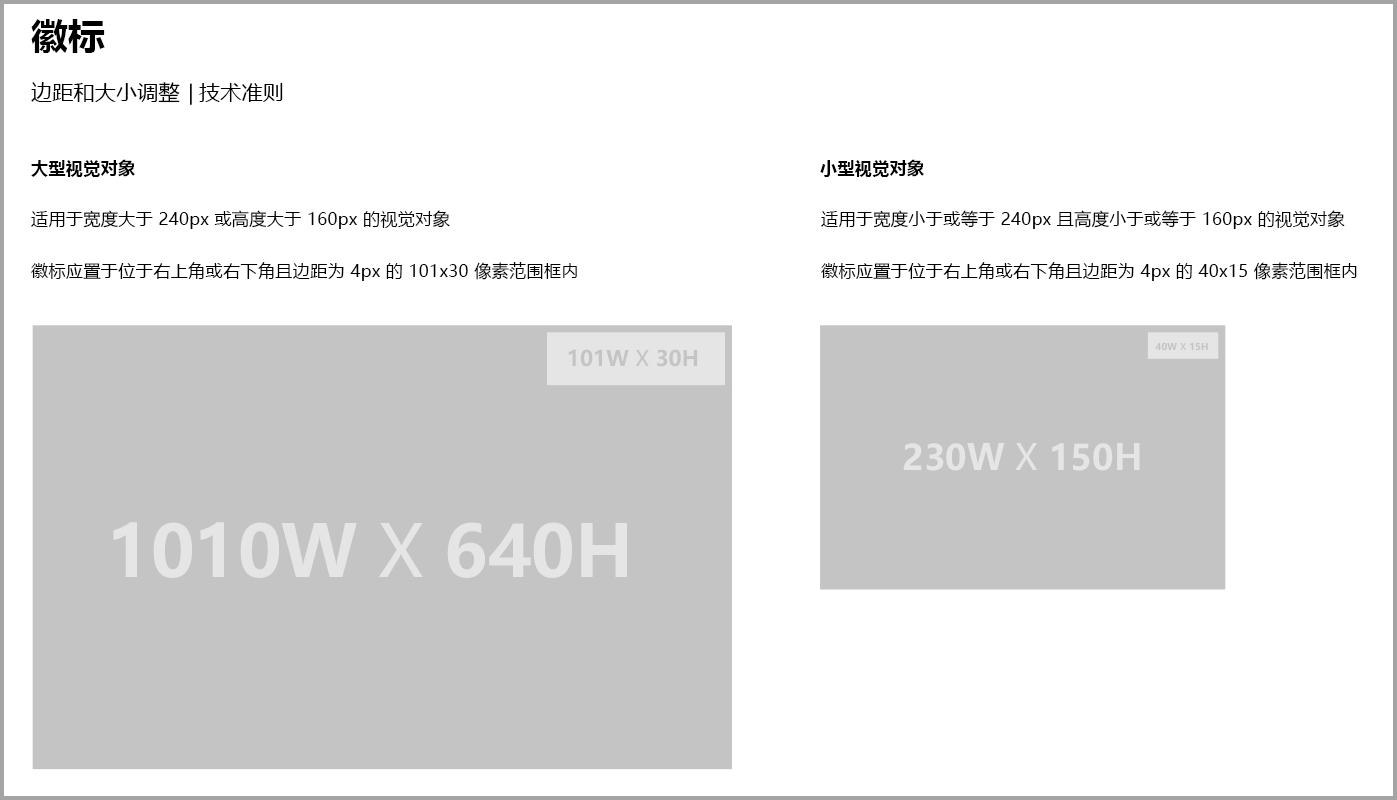 徽标
边距和大小调整 | 技术准则
大型视觉对象
适用于宽度大于 240px 或高度大于 160px 的视觉对象
徽标应置于位于右上角或右下角且边距为 4px 的 101x30 像素范围框内
101W X 30H
1010W X 640H
小型视觉对象
适用于宽度小于或等于 240px 且高度小于或等于 160px 的视觉对象
徽标应置于位于右上角或右下角且边距为 4px 的 40x15 像素范围框内
40W X 15H
230W X 150H